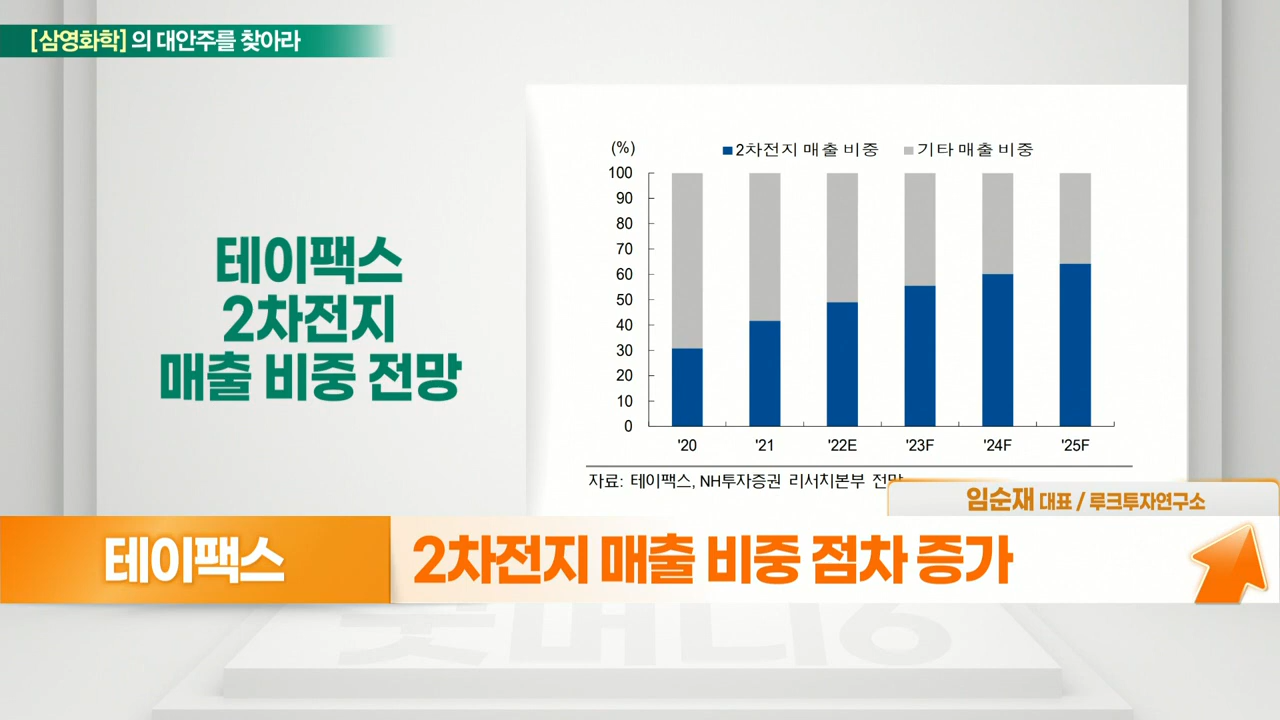 [삼영화학]의 대안주를 찾아라
테이팩스
2차전지
매출 비중 전망
(%)
2차전지 매출 비중 기타 매출 비중
100
90
80
70
60
50
40
30
20
10
0
'20 '21 '22E '23F '24F '25F
자료: 테이팩스, NH투자증권 리서치본부 전망
임순재 대표 / 루크투자연구소
테이팩스
2차전지 매출 비중 점차 증가